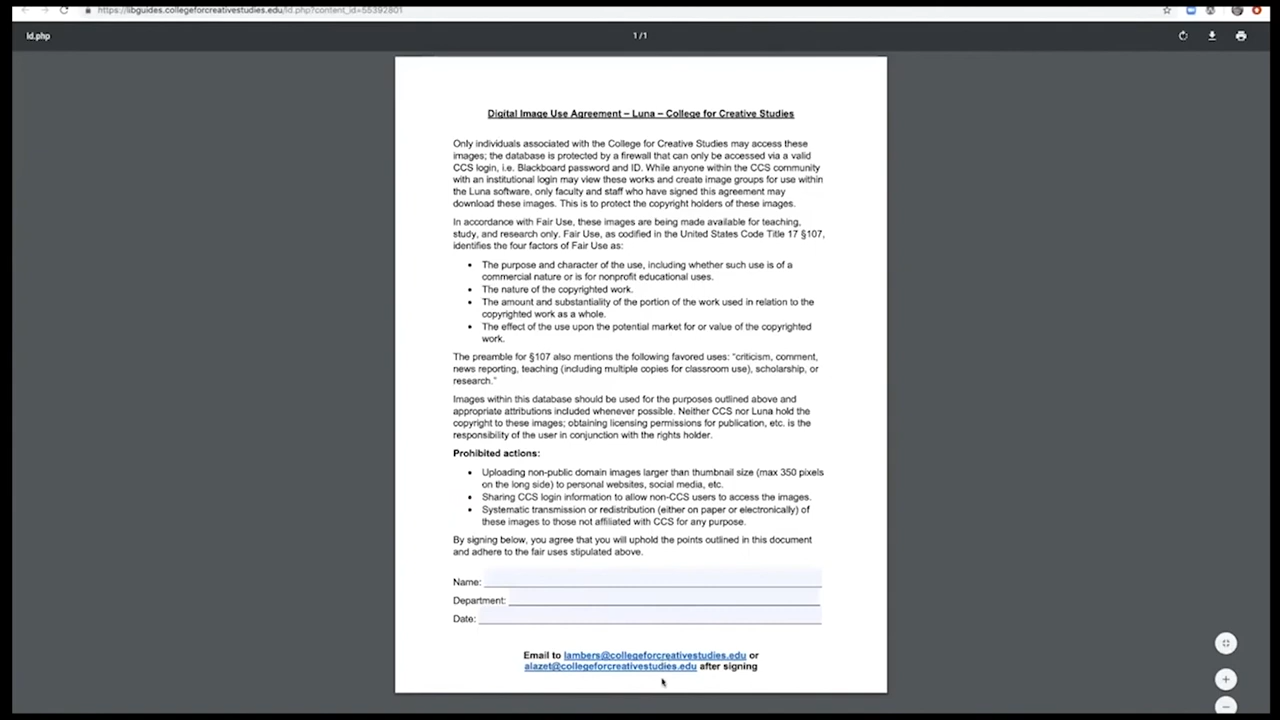 https://libguides.collegeforcreativestudies.edu/ld.php?content_id=55392801
ld.php
1 / 1
Digital Image Use Agreement – Luna – College for Creative Studies
Only individuals associated with the College for Creative Studies may access these
images; the database is protected by a firewall that can only be accessed via a valid
CCS login, i.e. Blackboard password and ID. While anyone within the CCS community
with an institutional login may view these works and create image groups for use within
the Luna software, only faculty and staff who have signed this agreement may
download these images. This is to protect the copyright holders of these images.
In accordance with Fair Use, these images are being made available for teaching,
study, and research only. Fair Use, as codified in the United States Code Title 17 §107,
identifies the four factors of Fair Use as:
• The purpose and character of the use, including whether such use is of a
commercial nature or is for nonprofit educational uses.
• The nature of the copyrighted work.
• The amount and substantiality of the portion of the work used in relation to the
copyrighted work as a whole.
• The effect of the use upon the potential market for or value of the copyrighted
work.
The preamble for §107 also mentions the following favored uses: "criticism, comment,
news reporting, teaching (including multiple copies for classroom use), scholarship, or
research."
Images within this database should be used for the purposes outlined above and
appropriate attributions included whenever possible. Neither CCS nor Luna hold the
copyright to these images; obtaining licensing permissions for publication, etc. is the
responsibility of the user in conjunction with the rights holder.
Prohibited actions:
• Uploading non-public domain images larger than thumbnail size (max 350 pixels
on the long side) to personal websites, social media, etc.
• Sharing CCS login information to allow non-CCS users to access the images.
• Systematic transmission or redistribution (either on paper or electronically) of
these images to those not affiliated with CCS for any purpose.
By signing below, you agree that you will uphold the points outlined in this document
and adhere to the fair uses stipulated above.
Name:
Department:
Date:
Email to lambers@collegeforcreativestudies.edu or
alazet@collegeforcreativestudies.edu after signing